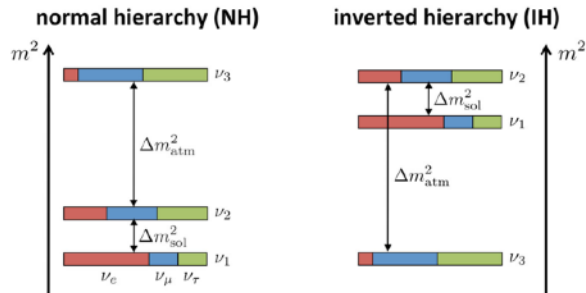 normal hierarchy (NH)
m²
ν₃
Δm²atm
ν₂
Δm²sol
ν₁
νe νμ ντ
inverted hierarchy (IH)
m²
ν₂
Δm²sol
ν₁
Δm²atm
ν₃